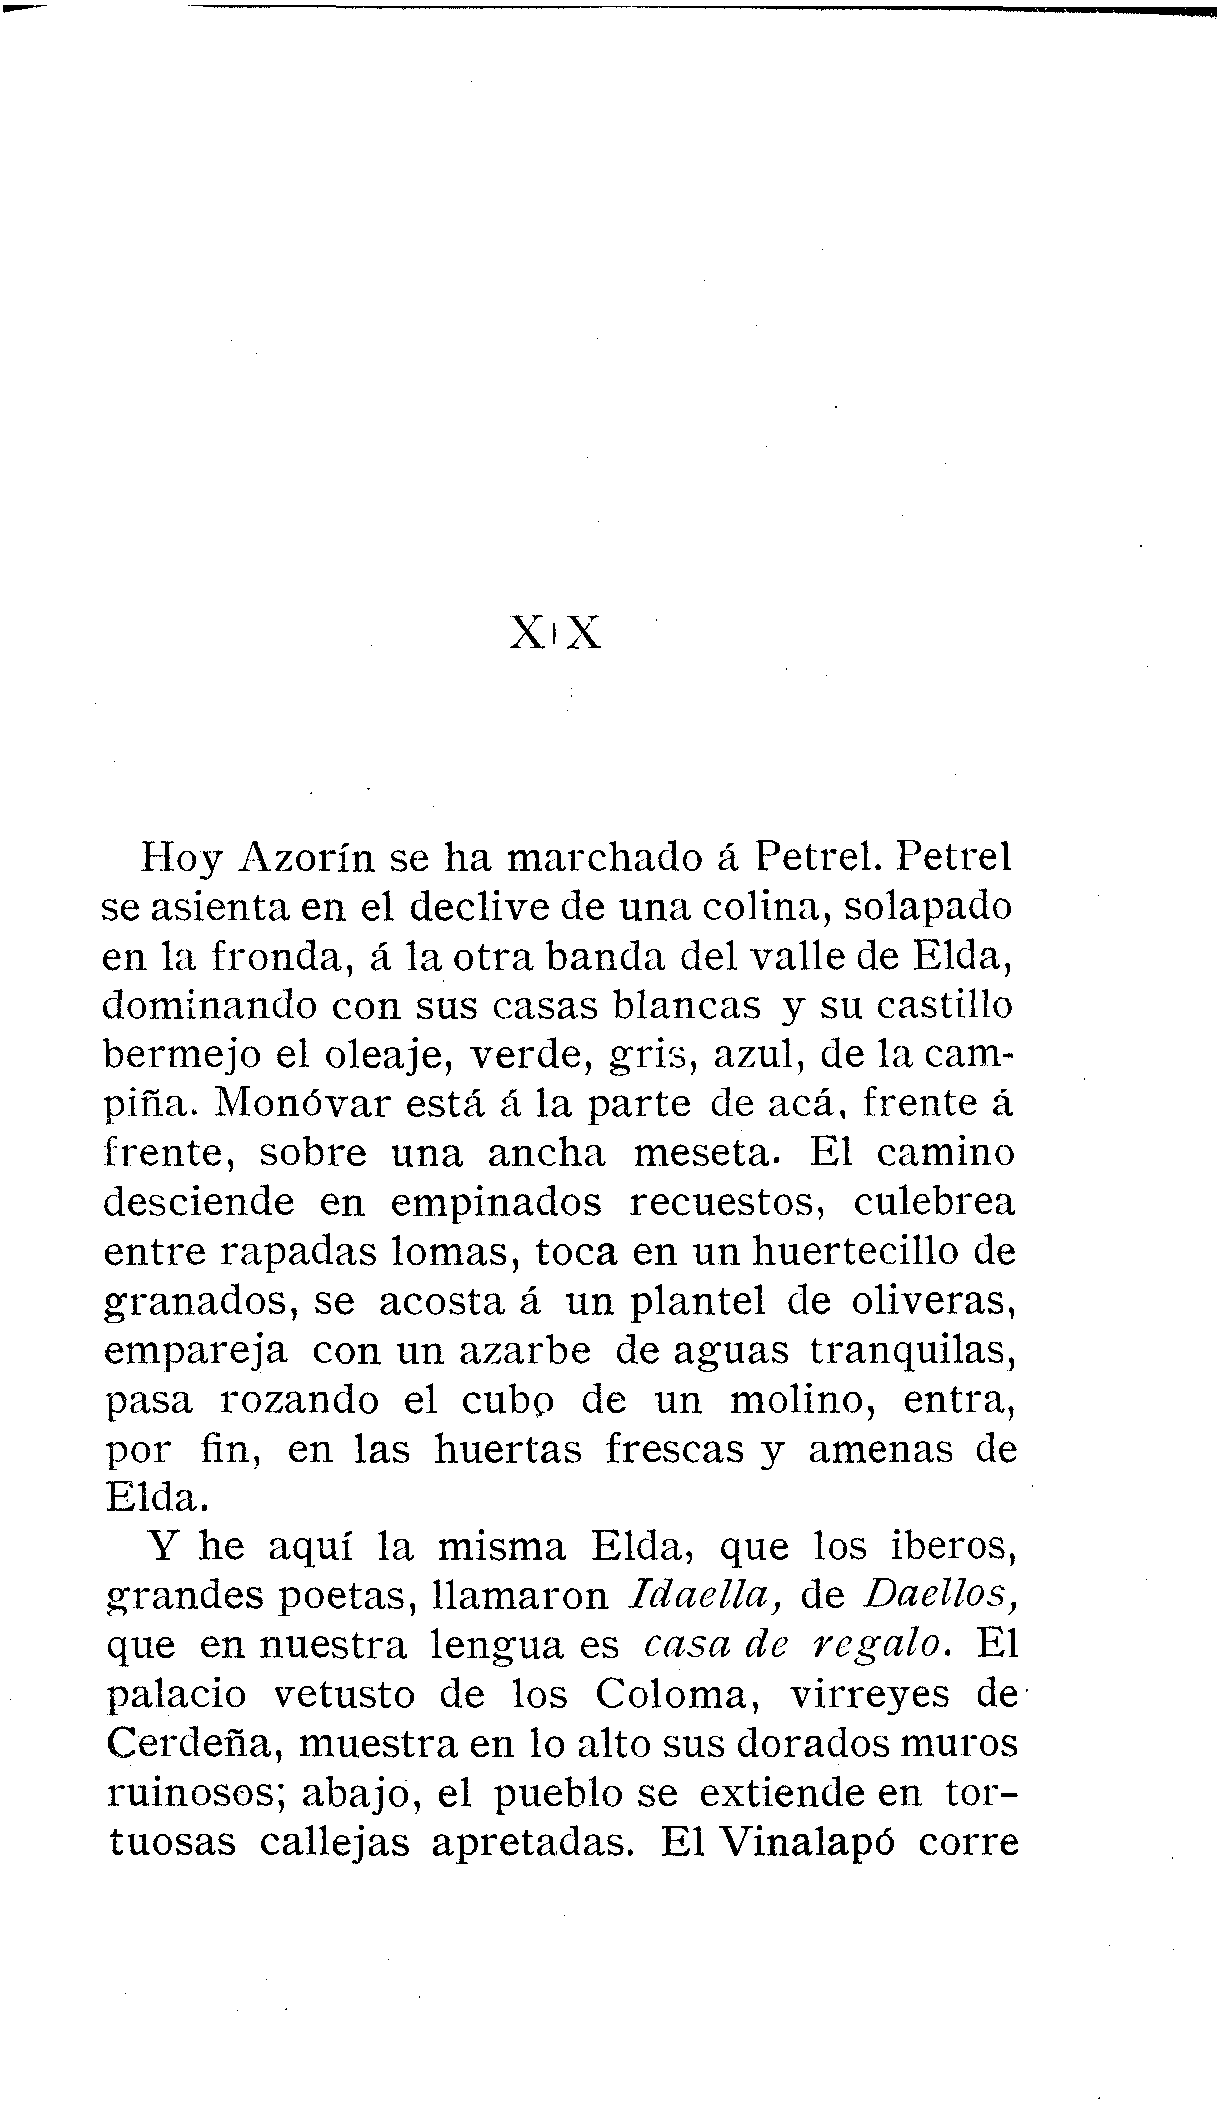 XIX
Hoy Azorín se ha marchado á Petrel. Petrel
se asienta en el declive de una colina, solapado
en la fronda, á la otra banda del valle de Elda,
dominando con sus casas blancas y su castillo
bermejo el oleaje, verde, gris, azul, de la cam-
piña. Monóvar está á la parte de acá, frente á
frente, sobre una ancha meseta. El camino
desciende en empinados recuestos, culebrea
entre rapadas lomas, toca en un huertecillo de
granados, se acosta á un plantel de oliveras,
empareja con un azarbe de aguas tranquilas,
pasa rozando el cubo de un molino, entra,
por fin, en las huertas frescas y amenas de
Elda.
Y he aquí la misma Elda, que los iberos,
grandes poetas, llamaron Idaella, de Daellos,
que en nuestra lengua es casa de regalo. El
palacio vetusto de los Coloma, virreyes de
Cerdeña, muestra en lo alto sus dorados muros
ruinosos; abajo, el pueblo se extiende en tor-
tuosas callejas apretadas. El Vinalapó corre